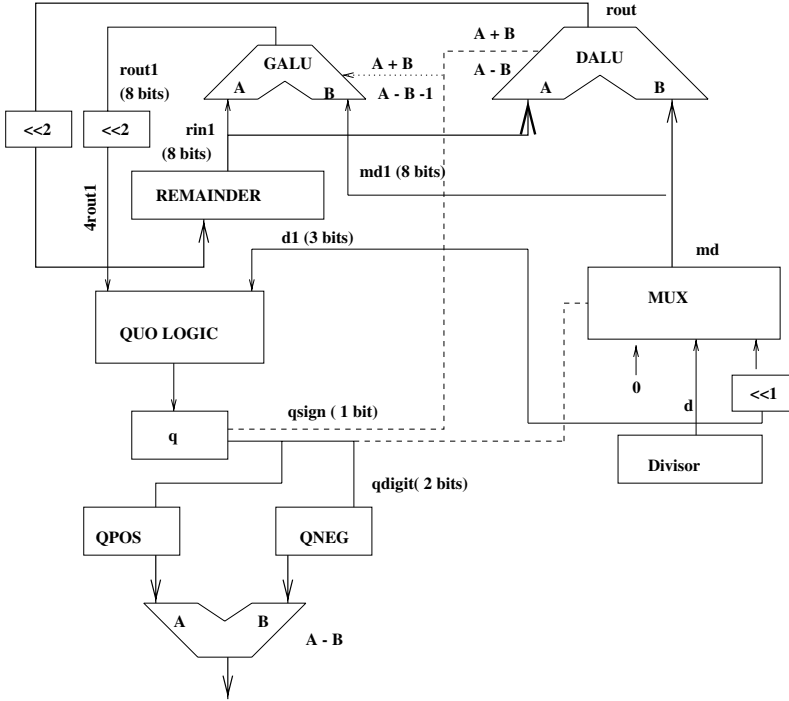 rout
A + B
DALU
A - B
A
B
GALU
A
B
A + B
A - B -1
rout1
(8 bits)
<<2
<<2
rin1
(8 bits)
md1 (8 bits)
REMAINDER
4rout1
d1 (3 bits)
md
MUX
QUO LOGIC
0
d
<<1
q
qsign ( 1 bit)
Divisor
qdigit( 2 bits)
QPOS
QNEG
A
B
A - B